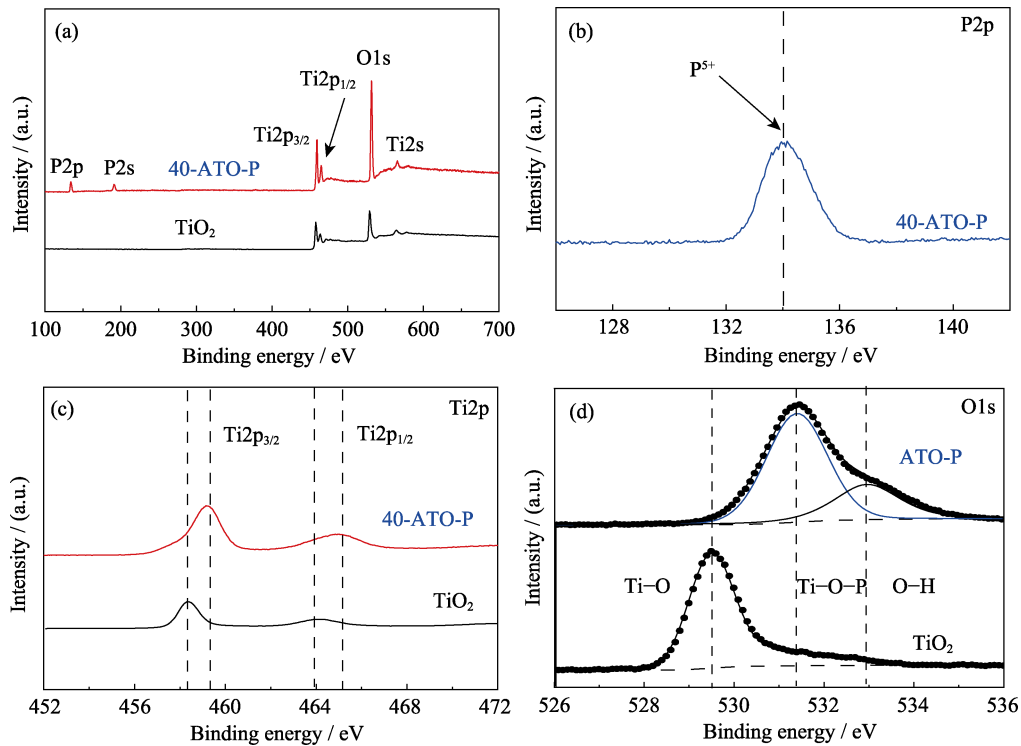 (a)
O1s
Ti2p1/2
Ti2p3/2
Ti2s
P2p
P2s
40-ATO-P
TiO2
Intensity / (a.u.)
100 200 300 400 500 600 700
Binding energy / eV
(b)
P2p
P5+
40-ATO-P
Intensity / (a.u.)
128 132 136 140
Binding energy / eV
(c)
Ti2p
Ti2p3/2
Ti2p1/2
40-ATO-P
TiO2
Intensity / (a.u.)
452 456 460 464 468 472
Binding energy / eV
(d)
O1s
ATO-P
Ti−O
Ti−O−P
O−H
TiO2
Intensity / (a.u.)
526 528 530 532 534 536
Binding energy / eV